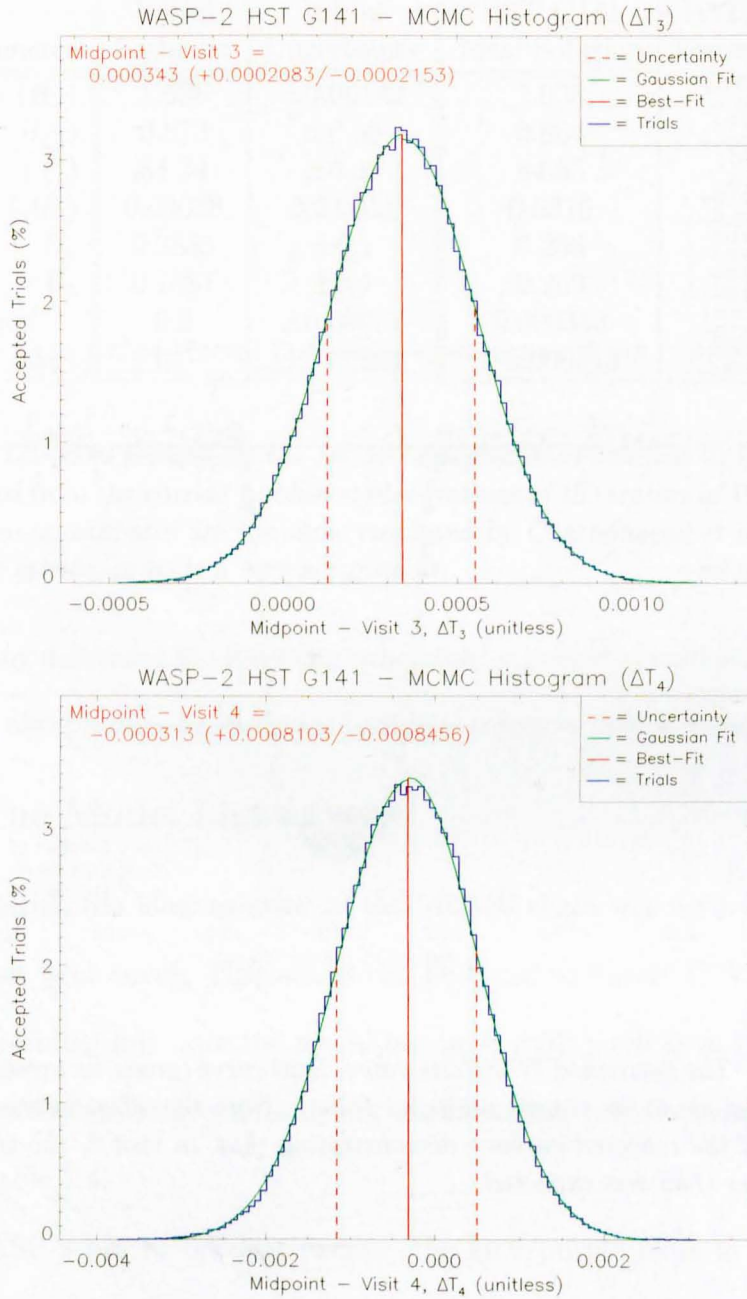 WASP-2 HST G141 - MCMC Histogram (ΔT₃)
Midpoint - Visit 3 =
0.000343 (+0.0002083/-0.0002153)
= Uncertainty
= Gaussian Fit
= Best-Fit
= Trials
Accepted Trials (%)
3
2
1
0
-0.0005
0.0000
0.0005
0.0010
Midpoint - Visit 3, ΔT₃ (unitless)
WASP-2 HST G141 - MCMC Histogram (ΔT₄)
Midpoint - Visit 4 =
-0.000313 (+0.0008103/-0.0008456)
= Uncertainty
= Gaussian Fit
= Best-Fit
= Trials
Accepted Trials (%)
3
2
1
0
-0.004
-0.002
0.000
0.002
Midpoint - Visit 4, ΔT₄ (unitless)